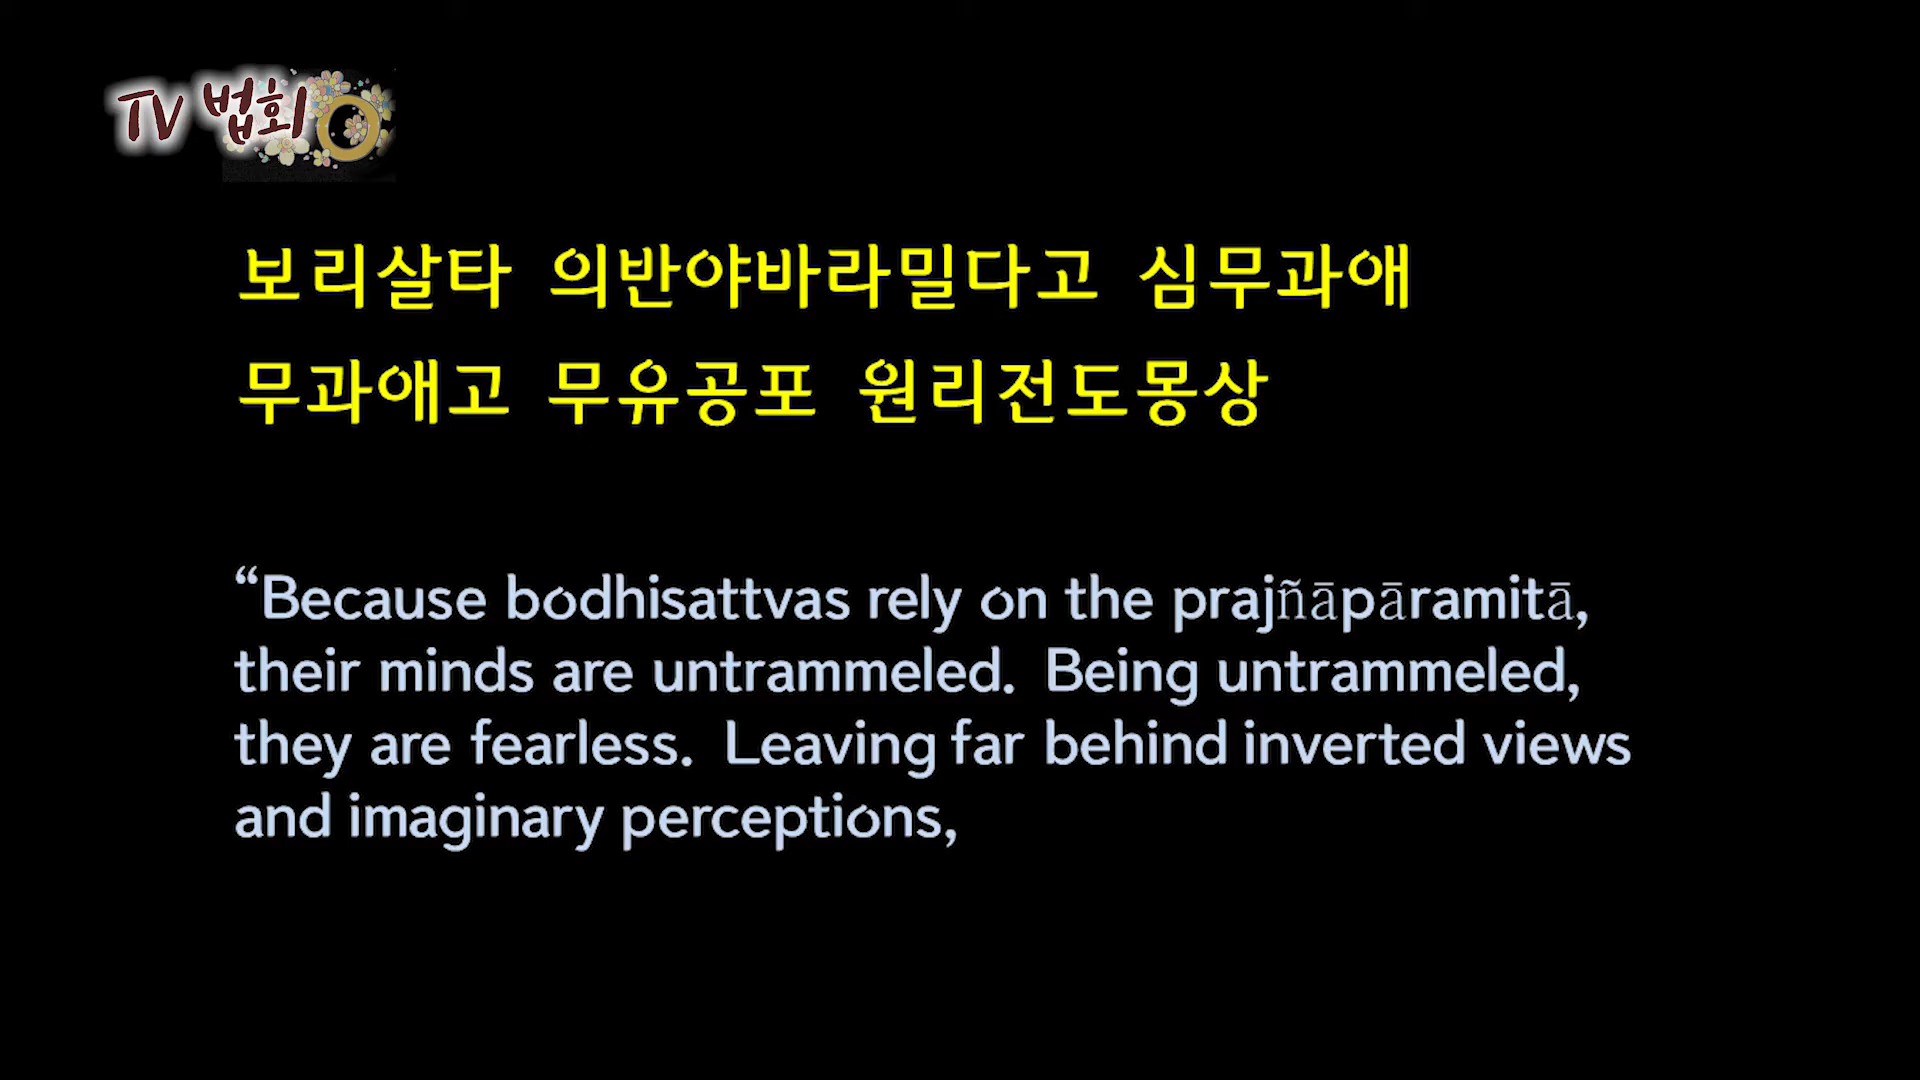 TV 법회
보리살타 의반야바라밀다고 심무과애
무과애고 무유공포 원리전도몽상
“Because bodhisattvas rely on the prajñāpāramitā,
their minds are untrammeled. Being untrammeled,
they are fearless. Leaving far behind inverted views
and imaginary perceptions,